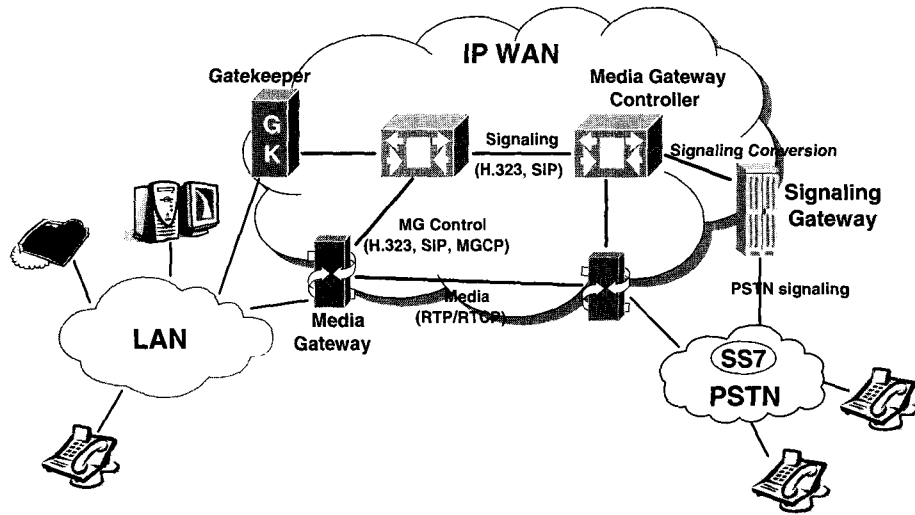 IP WAN
Gatekeeper
G
K
Media Gateway
Controller
Signaling
(H.323, SIP)
Signaling Conversion
Signaling
Gateway
MG Control
(H.323, SIP, MGCP)
Media
(RTP/RTCP)
Media
Gateway
LAN
PSTN signaling
SS7
PSTN